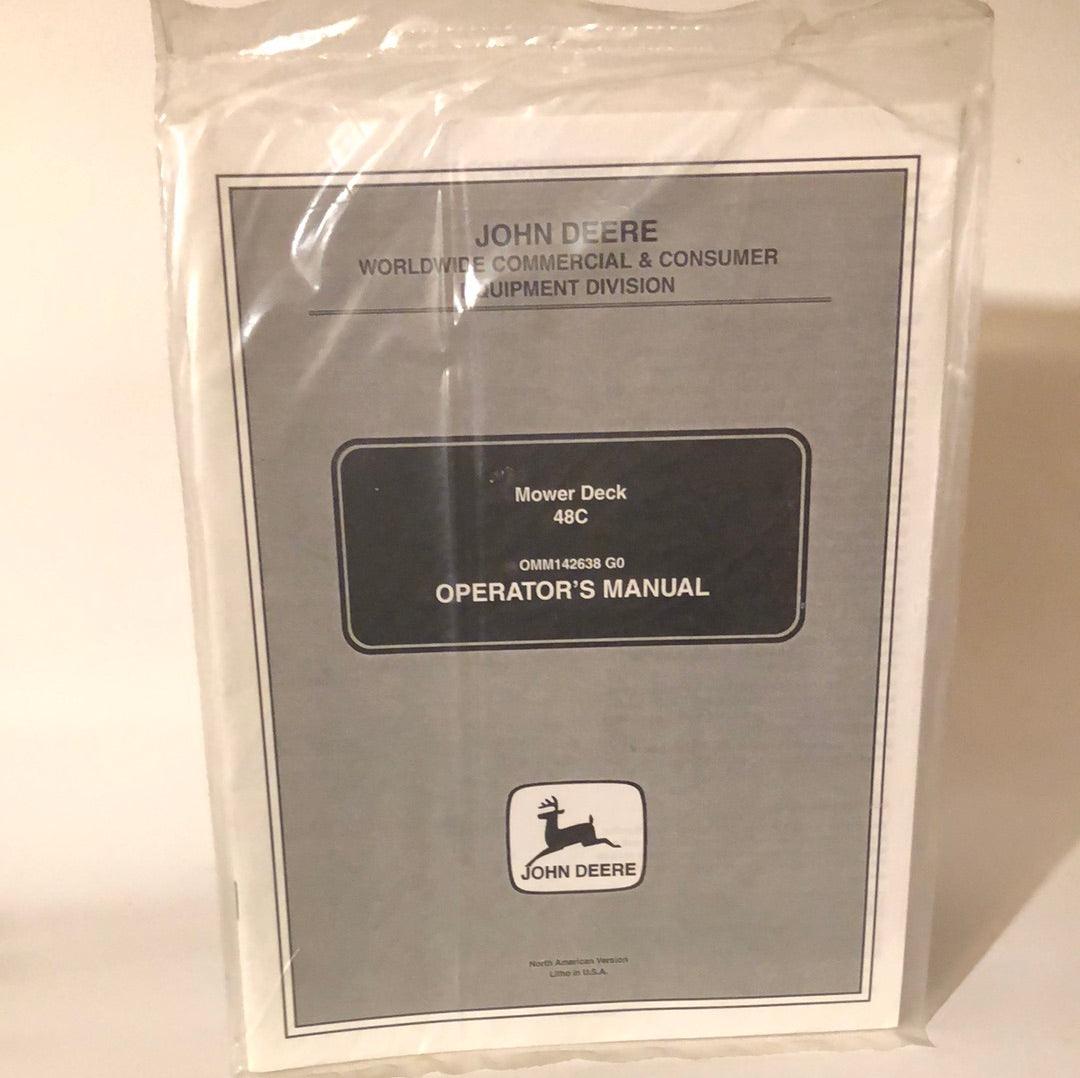 JOHN DEERE
WORLDWIDE COMMERCIAL & CONSUMER
EQUIPMENT DIVISION
Mower Deck
48C
OMM142638 G0
OPERATOR'S MANUAL
JOHN DEERE
North American Version
Litho in U.S.A.